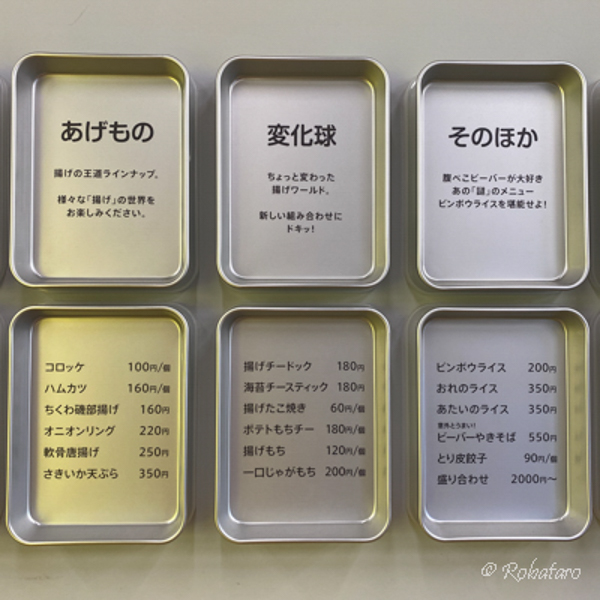 あげもの
揚げの王道ラインナップ。
様々な「揚げ」の世界を
お楽しみください。
変化球
ちょっと変わった
揚げワールド。
新しい組み合わせに
ドキッ!
そのほか
腹ぺこビーバーが大好き
あの「謎」のメニュー
ビンボウライスを堪能せよ!
コロッケ 100円/個
ハムカツ 160円/個
ちくわ磯部揚げ 160円
オニオンリング 220円
軟骨唐揚げ 250円
さきいか天ぷら 350円
揚げチードック 180円
海苔チースティック 180円
揚げたこ焼き 60円/個
ポテトもちチー 180円/個
揚げもち 120円/個
一口じゃがもち 200円/個
ビンボウライス 200円
おれのライス 350円
あたいのライス 350円
意外とうまい!
ビーバーやきそば 550円
とり皮餃子 90円/個
盛り合わせ 2000円〜
© Robataro